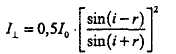 I⊥ = 0,5I₀ · [sin(i − r) / sin(i + r)]²